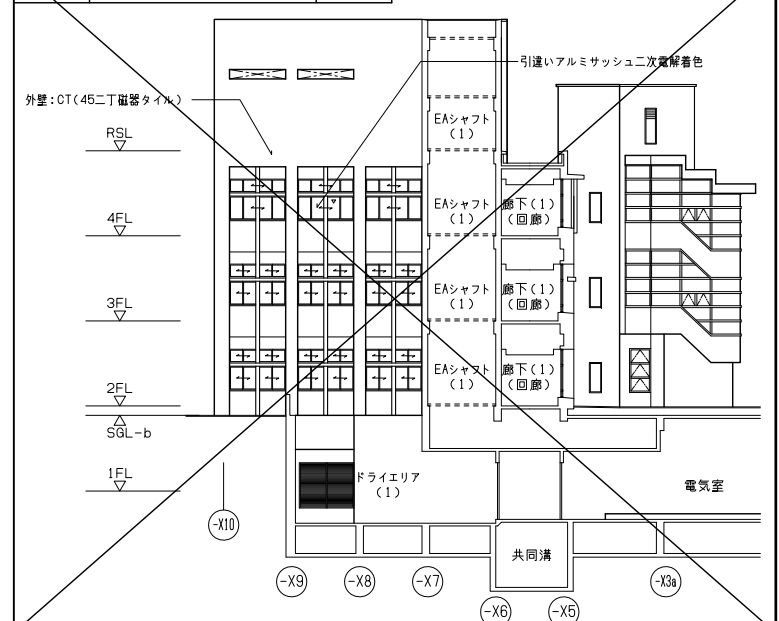 引違いアルミサッシュ二次電解着色
外壁:CT(45二丁磁器タイル)
EAシャフト
(1)
RSL
4FL
EAシャフト
(1)
廊下(1)
(回廊)
3FL
EAシャフト
(1)
廊下(1)
(回廊)
2FL
EAシャフト
(1)
廊下(1)
(回廊)
SGL-b
1FL
ドライエリア
(1)
電気室
-X10
共同溝
-X9
-X8
-X7
-X3a
-X6
-X5